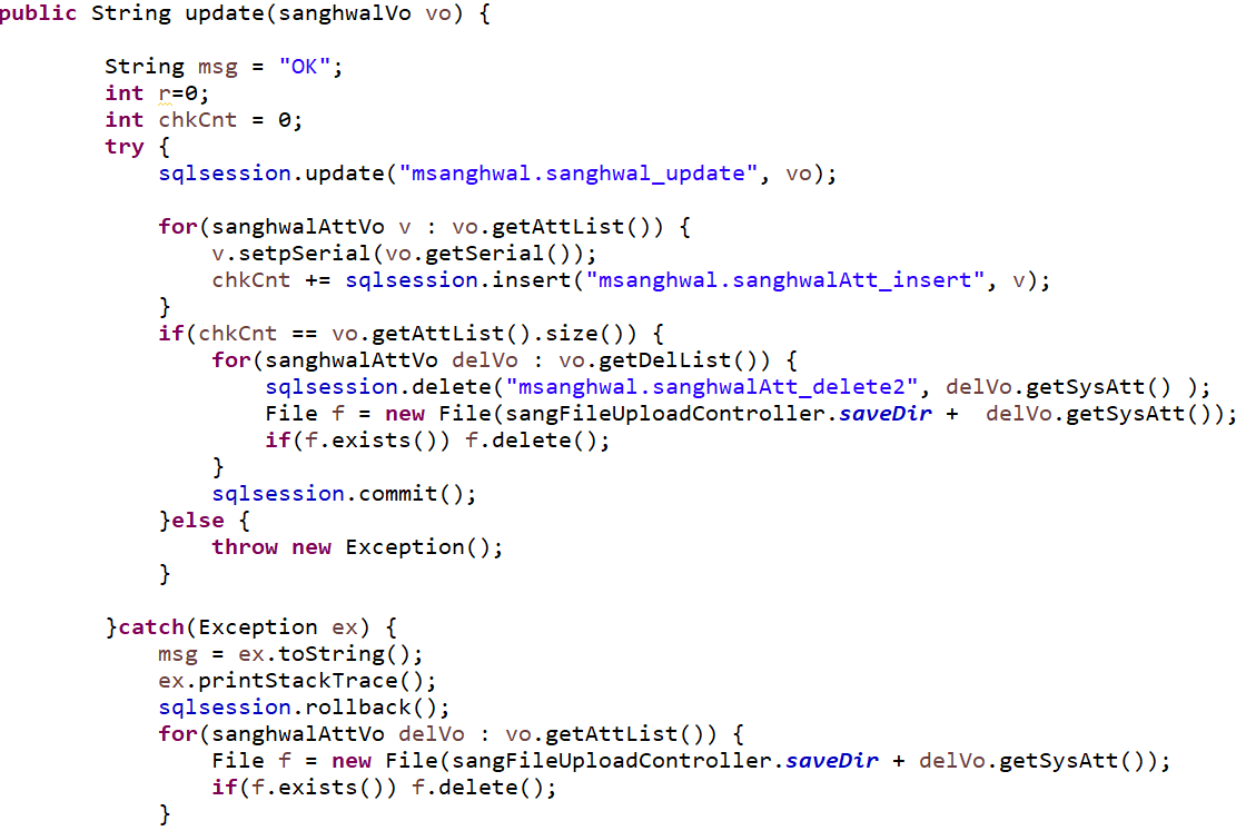 public String update(sanghwalVo vo) {
String msg = "OK";
int r=0;
int chkCnt = 0;
try {
sqlsession.update("msanghwal.sanghwal_update", vo);
for(sanghwalAttVo v : vo.getAttList()) {
v.setpSerial(vo.getSerial());
chkCnt += sqlsession.insert("msanghwal.sanghwalAtt_insert", v);
}
if(chkCnt == vo.getAttList().size()) {
for(sanghwalAttVo delVo : vo.getDelList()) {
sqlsession.delete("msanghwal.sanghwalAtt_delete2", delVo.getSysAtt() );
File f = new File(sangFileUploadController.saveDir +  delVo.getSysAtt());
if(f.exists()) f.delete();
}
sqlsession.commit();
}else {
throw new Exception();
}
}catch(Exception ex) {
msg = ex.toString();
ex.printStackTrace();
sqlsession.rollback();
for(sanghwalAttVo delVo : vo.getAttList()) {
File f = new File(sangFileUploadController.saveDir + delVo.getSysAtt());
if(f.exists()) f.delete();
}